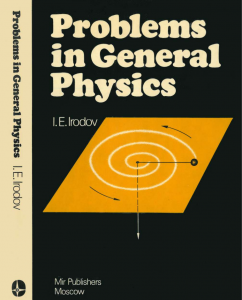 Problems in General Physics I.E. Irodov
Problems
in General
Physics
I.E. Irodov
Mir Publishers
Moscow